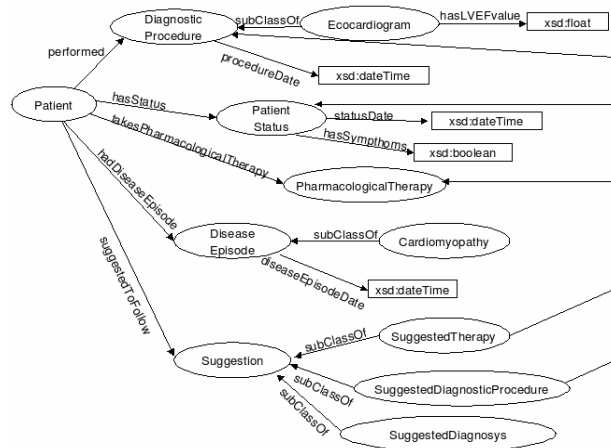 Diagnostic
Procedure
subClassOf
Ecocardiogram
hasLVEFvalue
xsd:float
performed
procedureDate
xsd:dateTime
Patient
hasStatus
Patient
Status
statusDate
xsd:dateTime
hasSympthoms
xsd:boolean
takesPharmacologicalTherapy
PharmacologicalTherapy
hadDiseaseEpisode
Disease
Episode
subClassOf
Cardiomyopathy
diseaseEpisodeDate
xsd:dateTime
suggestedToFollow
Suggestion
subClassOf
SuggestedTherapy
subClassOf
SuggestedDiagnosticProcedure
subClassOf
SuggestedDiagnosys